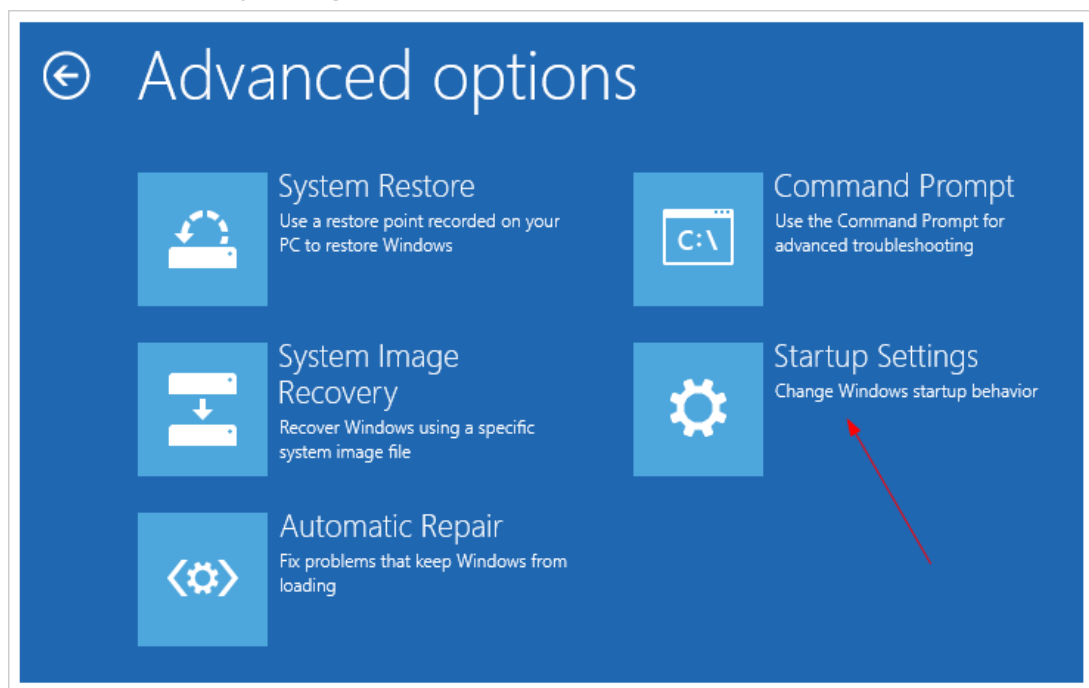 Advanced options
System Restore
Use a restore point recorded on your
PC to restore Windows
System Image
Recovery
Recover Windows using a specific
system image file
Automatic Repair
Fix problems that keep Windows from
loading
Command Prompt
Use the Command Prompt for
advanced troubleshooting
C:\
Startup Settings
Change Windows startup behavior